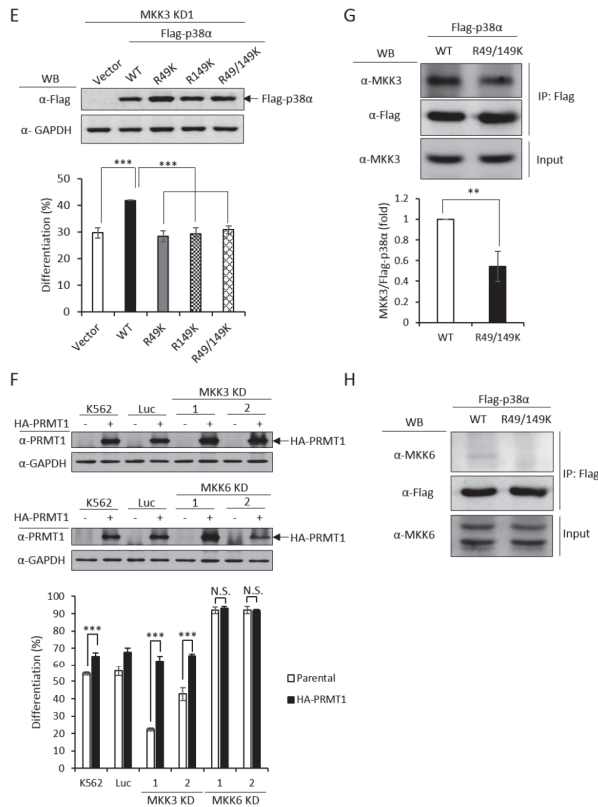 E
MKK3 KD1
Flag-p38α
WB
Vector
WT
R49K
R149K
R49/149K
α-Flag
Flag-p38α
α- GAPDH
***
***
Differentiation (%)
60
50
40
30
20
10
0
Vector
WT
R49K
R149K
R49/149K
F
MKK3 KD
K562 Luc 1 2
HA-PRMT1 - + - + - + - +
α-PRMT1
HA-PRMT1
α-GAPDH
MKK6 KD
K562 Luc 1 2
HA-PRMT1 - + - + - + - +
α-PRMT1
HA-PRMT1
α-GAPDH
Differentiation (%)
100
90
80
70
60
50
40
30
20
10
0
***
***
***
N.S. N.S.
Parental
HA-PRMT1
K562 Luc 1 2 1 2
MKK3 KD MKK6 KD
G
Flag-p38α
WB WT R49/149K
α-MKK3
α-Flag
IP: Flag
α-MKK3
Input
**
MKK3/Flag-p38α (fold)
1.2
1
0.8
0.6
0.4
0.2
0
WT R49/149K
H
Flag-p38α
WB WT R49/149K
α-MKK6
α-Flag
IP: Flag
α-MKK6
Input